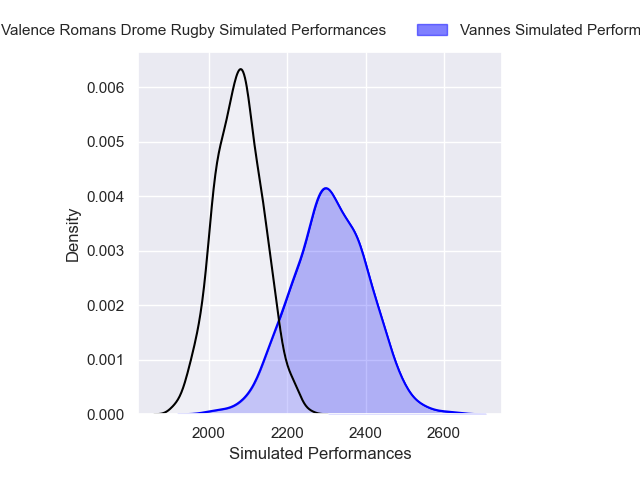 Valence Romans Drome Rugby Simulated Performances Vannes Simulated Perform
0.006
0.005
0.004
0.003
0.002
0.001
0.000
Density
2000 2200 2400 2600
Simulated Performances